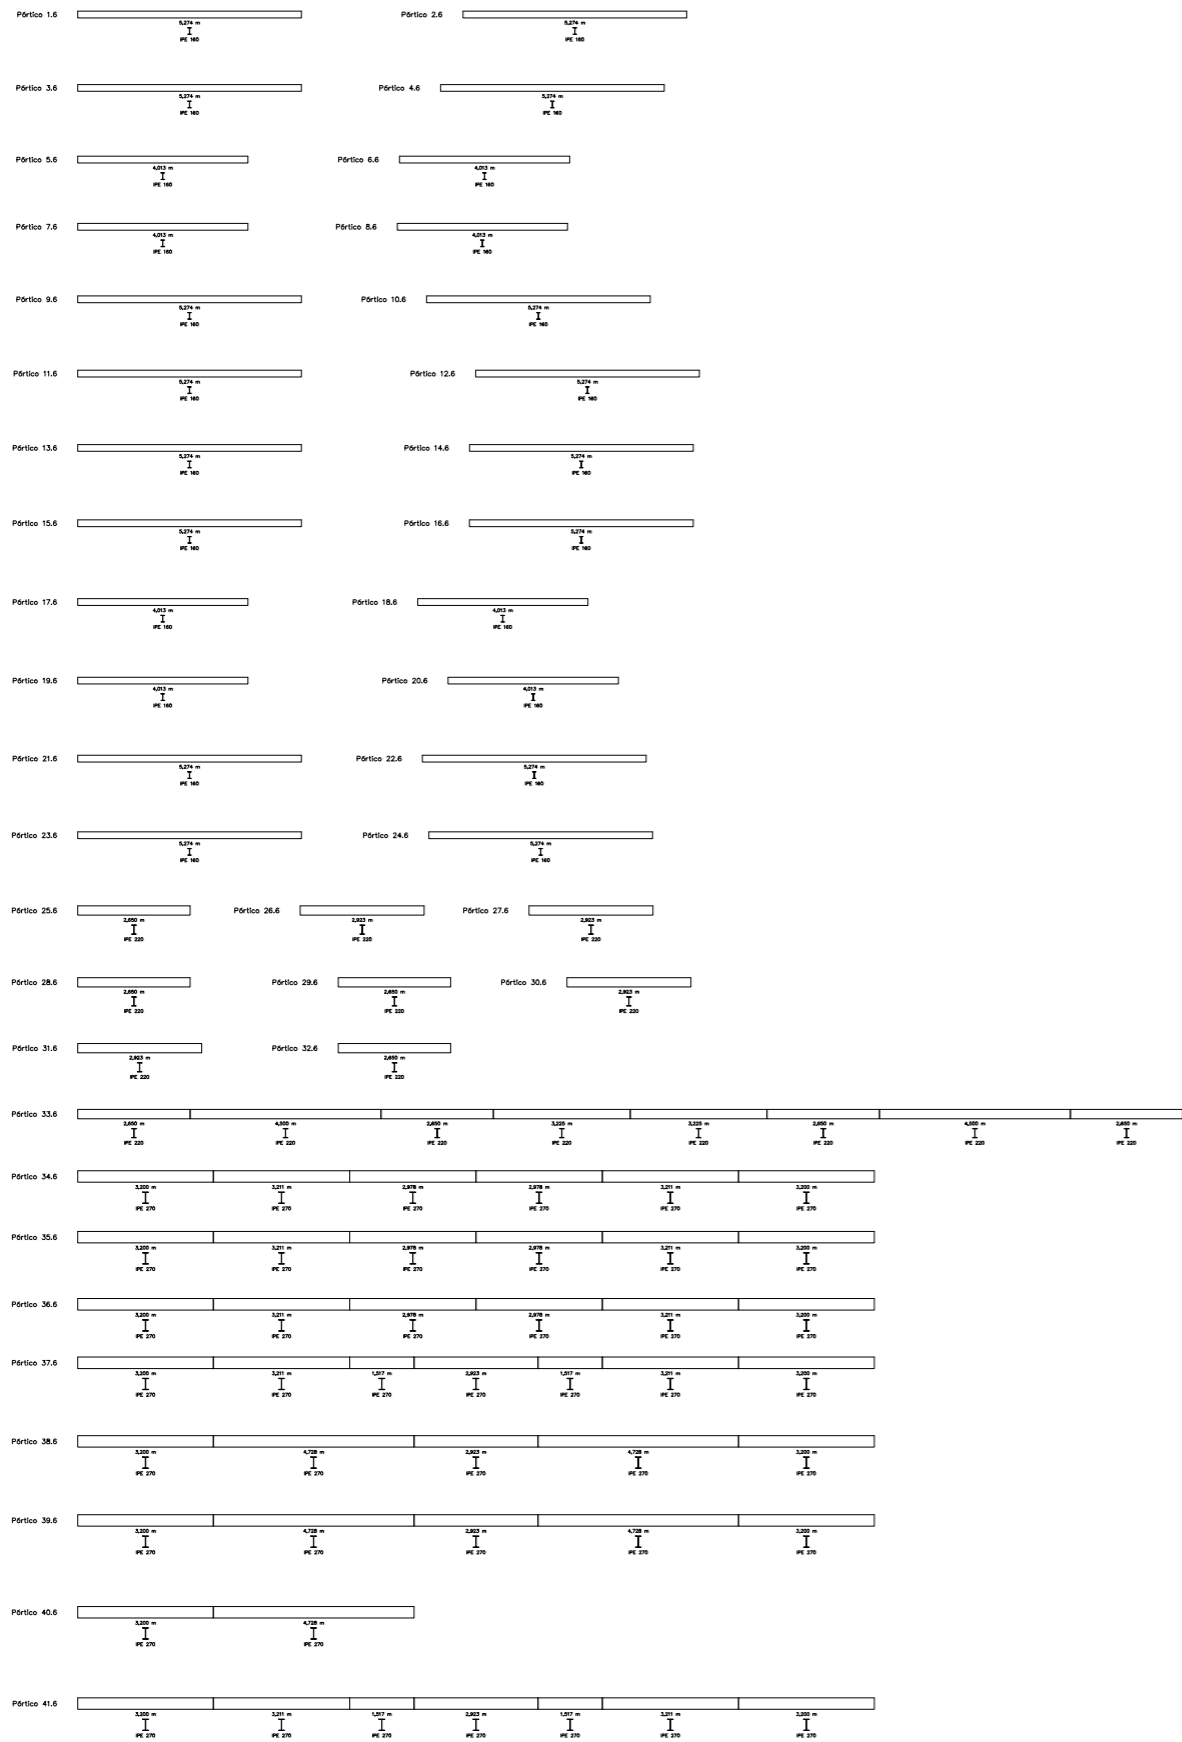 Pórtico 1.6
5,274 m
IPE 160
Pórtico 2.6
5,274 m
IPE 160
Pórtico 3.6
5,274 m
IPE 160
Pórtico 4.6
5,274 m
IPE 160
Pórtico 5.6
4,013 m
IPE 160
Pórtico 6.6
4,013 m
IPE 160
Pórtico 7.6
4,013 m
IPE 160
Pórtico 8.6
4,013 m
IPE 160
Pórtico 9.6
5,274 m
IPE 160
Pórtico 10.6
5,274 m
IPE 160
Pórtico 11.6
5,274 m
IPE 160
Pórtico 12.6
5,274 m
IPE 160
Pórtico 13.6
5,274 m
IPE 160
Pórtico 14.6
5,274 m
IPE 160
Pórtico 15.6
5,274 m
IPE 160
Pórtico 16.6
5,274 m
IPE 160
Pórtico 17.6
4,013 m
IPE 160
Pórtico 18.6
4,013 m
IPE 160
Pórtico 19.6
4,013 m
IPE 160
Pórtico 20.6
4,013 m
IPE 160
Pórtico 21.6
5,274 m
IPE 160
Pórtico 22.6
5,274 m
IPE 160
Pórtico 23.6
5,274 m
IPE 160
Pórtico 24.6
5,274 m
IPE 160
Pórtico 25.6
2,650 m
IPE 220
Pórtico 26.6
2,923 m
IPE 220
Pórtico 27.6
2,923 m
IPE 220
Pórtico 28.6
2,650 m
IPE 220
Pórtico 29.6
2,650 m
IPE 220
Pórtico 30.6
2,923 m
IPE 220
Pórtico 31.6
2,923 m
IPE 220
Pórtico 32.6
2,650 m
IPE 220
Pórtico 33.6
2,650 m 4,500 m 2,650 m 3,225 m 3,225 m 2,650 m 4,500 m 2,650 m
IPE 220 IPE 220 IPE 220 IPE 220 IPE 220 IPE 220 IPE 220 IPE 220
Pórtico 34.6
3,200 m 3,211 m 2,978 m 2,978 m 3,211 m 3,200 m
IPE 270 IPE 270 IPE 270 IPE 270 IPE 270 IPE 270
Pórtico 35.6
3,200 m 3,211 m 2,978 m 2,978 m 3,211 m 3,200 m
IPE 270 IPE 270 IPE 270 IPE 270 IPE 270 IPE 270
Pórtico 36.6
3,200 m 3,211 m 2,978 m 2,978 m 3,211 m 3,200 m
IPE 270 IPE 270 IPE 270 IPE 270 IPE 270 IPE 270
Pórtico 37.6
3,200 m 3,211 m 1,517 m 2,923 m 1,517 m 3,211 m 3,200 m
IPE 270 IPE 270 IPE 270 IPE 270 IPE 270 IPE 270 IPE 270
Pórtico 38.6
3,200 m 4,728 m 2,923 m 4,728 m 3,200 m
IPE 270 IPE 270 IPE 270 IPE 270 IPE 270
Pórtico 39.6
3,200 m 4,728 m 2,923 m 4,728 m 3,200 m
IPE 270 IPE 270 IPE 270 IPE 270 IPE 270
Pórtico 40.6
3,200 m 4,728 m
IPE 270 IPE 270
Pórtico 41.6
3,200 m 3,211 m 1,517 m 2,923 m 1,517 m 3,211 m 3,200 m
IPE 270 IPE 270 IPE 270 IPE 270 IPE 270 IPE 270 IPE 270